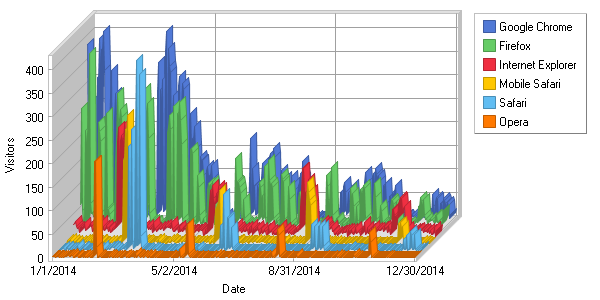 Google Chrome
Firefox
Internet Explorer
Mobile Safari
Safari
Opera
Visitors
400
350
300
250
200
150
100
50
0
1/1/2014 5/2/2014 8/31/2014 12/30/2014
Date